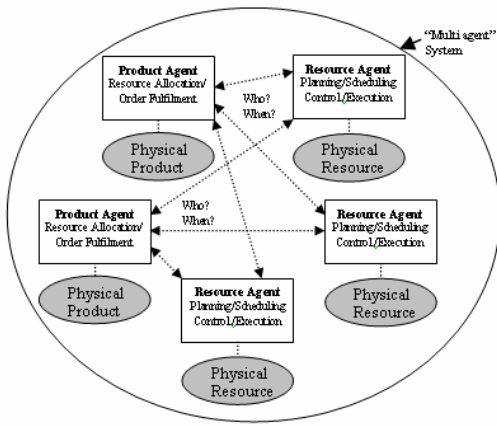 “Multi agent”
System
Product Agent
Resource Allocation/
Order Fulfilment
Resource Agent
Planning/Scheduling
Control/Execution
Who?
When?
Physical
Product
Physical
Resource
Product Agent
Resource Allocation/
Order Fulfilment
Who?
When?
Resource Agent
Planning/Scheduling
Control/Execution
Resource Agent
Planning/Scheduling
Control/Execution
Physical
Product
Physical
Resource
Physical
Resource